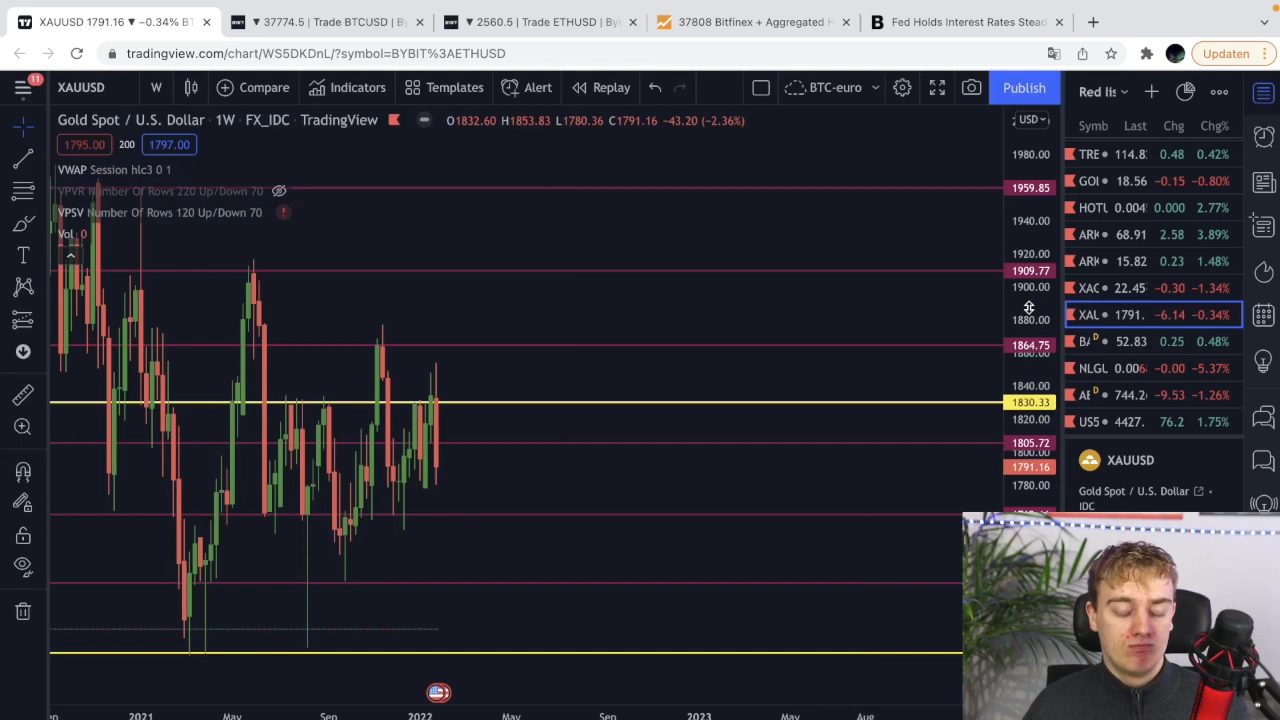 XAUUSD 1791.16 ▼ −0.34% B
▼ 37774.5 | Trade BTCUSD | By
▼ 2560.5 | Trade ETHUSD | By
37808 Bitfinex + Aggregated
Fed Holds Interest Rates Stead
tradingview.com/chart/WS5DKDnL/?symbol=BYBIT%3AETHUSD
Updaten
11
XAUUSD W Compare Indicators Templates Alert Replay BTC-euro Publish
Gold Spot / U.S. Dollar · 1W · FX_IDC · TradingView
O1832.60 H1853.83 L1780.36 C1791.16 −43.20 (−2.36%)
1795.00 200 1797.00
VWAP Session hlc3 0 1
VPVR Number Of Rows 220 Up/Down 70
VPSV Number Of Rows 120 Up/Down 70
Vol 0
USD
1980.00
1959.85
1940.00
1920.00
1909.77
1900.00
1880.00
1864.75
1860.00
1840.00
1830.33
1820.00
1805.72
1800.00
1791.16
1780.00
2021 May Sep 2022 May Sep 2023 May Aug
Red lis
Symb Last Chg Chg%
TRE 114.8 0.48 0.42%
GOI 18.56 −0.15 −0.80%
HOTU 0.004 0.000 2.77%
ARK 68.91 2.58 3.89%
ARK 15.82 0.23 1.48%
XAG 22.45 −0.30 −1.34%
XAU 1791. −6.14 −0.34%
BA D 52.83 0.25 0.48%
NLGU 0.006 −0.00 −5.37%
AE D 744.2 −9.53 −1.26%
US5 4427. 76.2 1.75%
XAUUSD
Gold Spot / U.S. Dollar
IDC